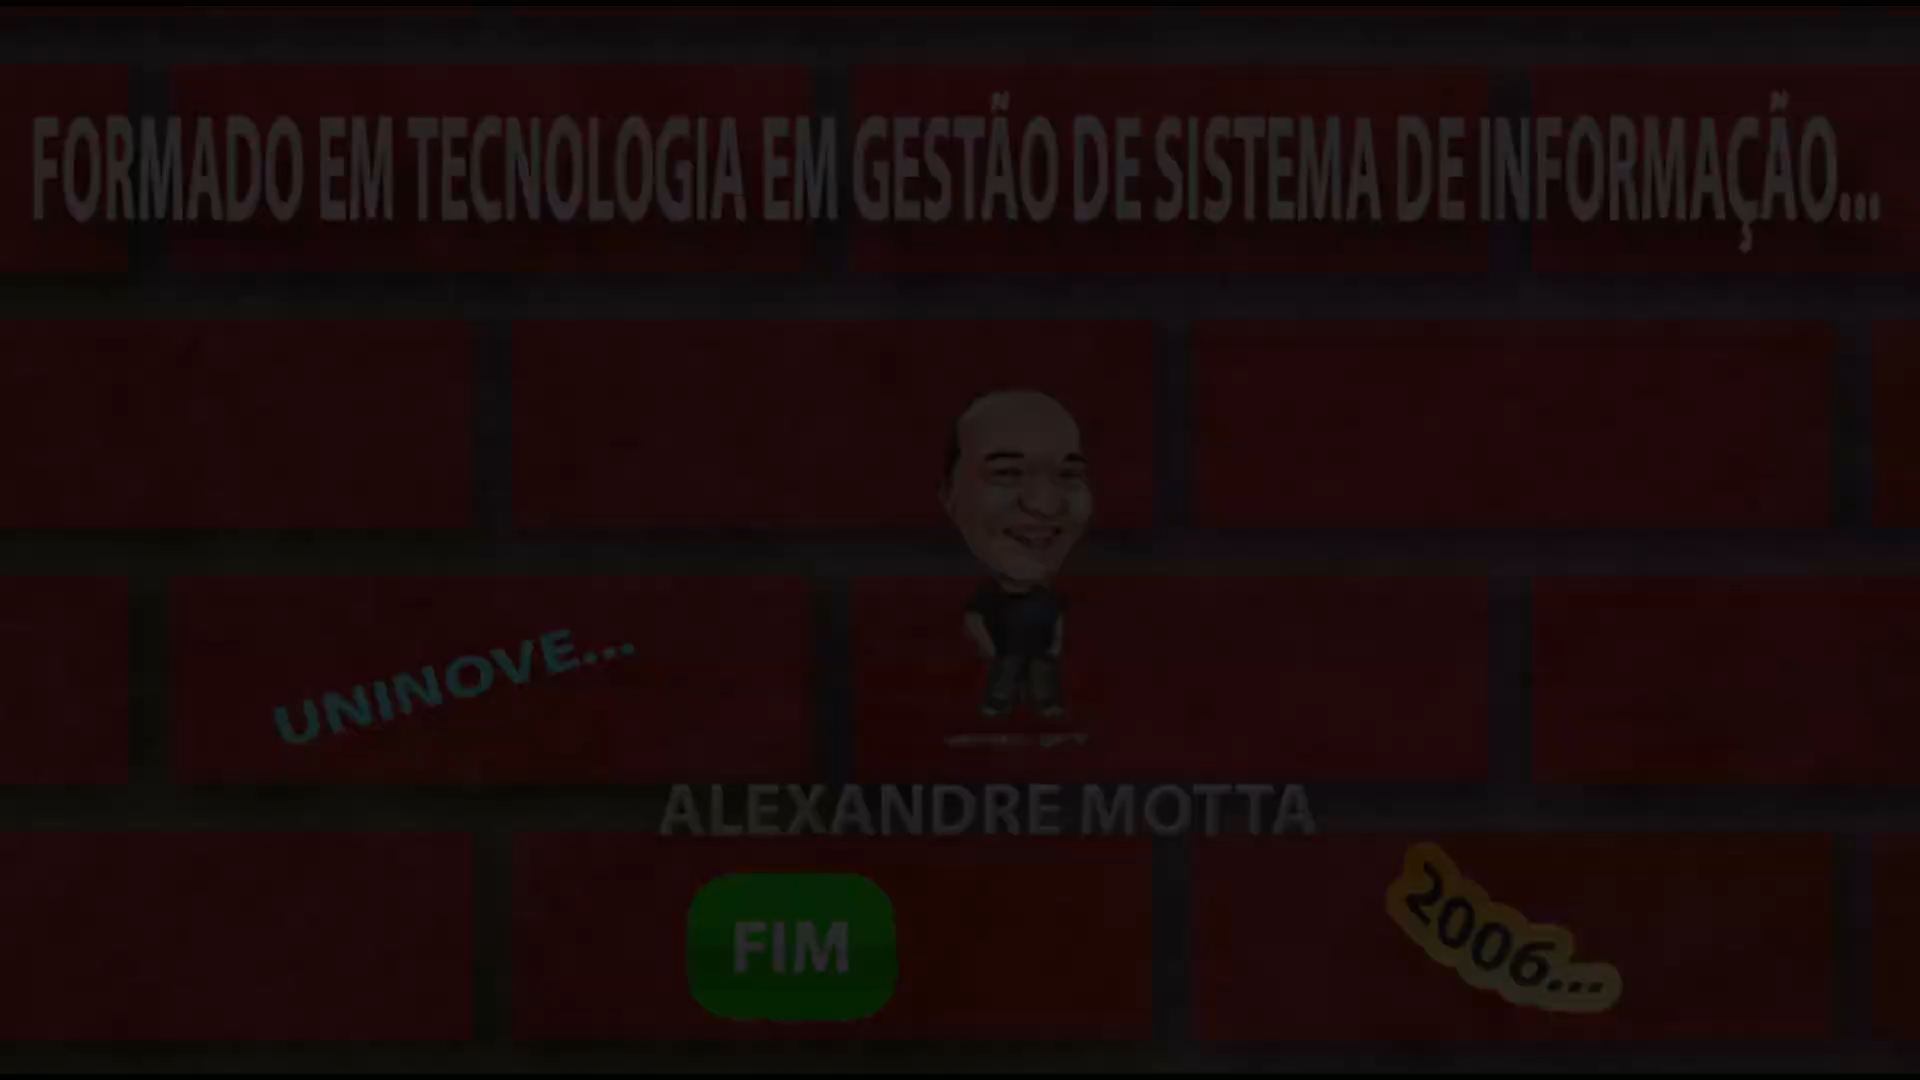 FORMADO EM TECNOLOGIA EM GESTÃO DE SISTEMA DE INFORMAÇÃO...
UNINOVE...
ALEXANDRE MOTTA
FIM
2006...